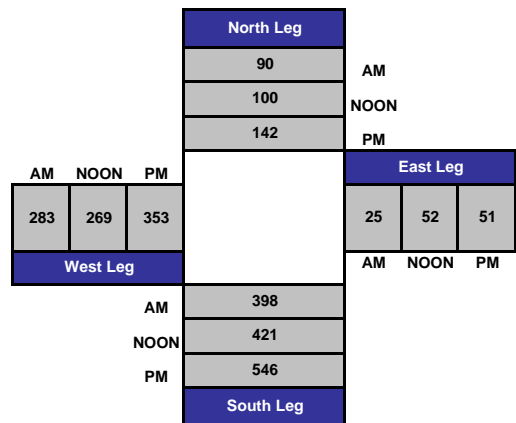 North Leg
90
AM
100
NOON
142
PM
AM NOON PM
East Leg
283 269 353
25 52 51
West Leg
AM NOON PM
AM
398
NOON
421
PM
546
South Leg